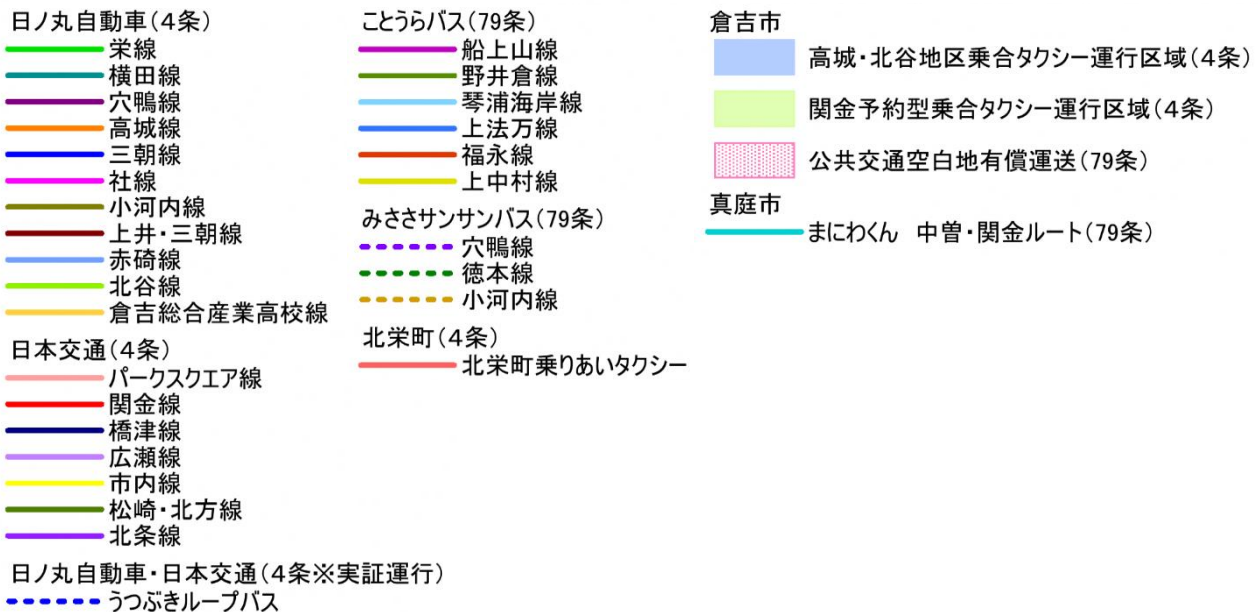 日ノ丸自動車(4条)
栄線
横田線
穴鴨線
高城線
三朝線
社線
小河内線
上井・三朝線
赤碕線
北谷線
倉吉総合産業高校線
日本交通(4条)
パークスクエア線
関金線
橋津線
広瀬線
市内線
松崎・北方線
北条線
日ノ丸自動車・日本交通(4条※実証運行)
うつぶきループバス
ことうらバス(79条)
船上山線
野井倉線
琴浦海岸線
上法万線
福永線
上中村線
みささサンサンバス(79条)
穴鴨線
徳本線
小河内線
北栄町(4条)
北栄町乗りあいタクシー
倉吉市
高城・北谷地区乗合タクシー運行区域(4条)
関金予約型乗合タクシー運行区域(4条)
公共交通空白地有償運送(79条)
真庭市
まにわくん 中曽・関金ルート(79条)